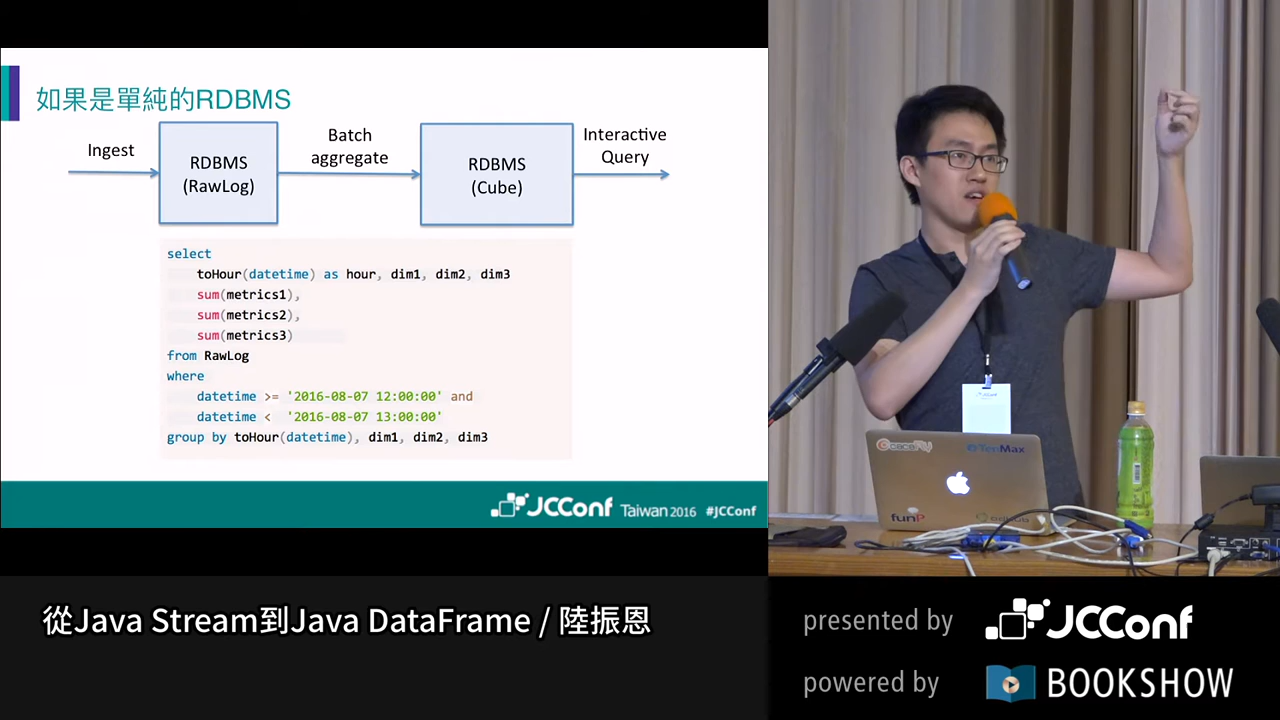 如果是單純的RDBMS
Ingest
RDBMS
(RawLog)
Batch
aggregate
RDBMS
(Cube)
Interactive
Query
select
toHour(datetime) as hour, dim1, dim2, dim3
sum(metrics1),
sum(metrics2),
sum(metrics3)
from RawLog
where
datetime >= '2016-08-07 12:00:00' and
datetime < '2016-08-07 13:00:00'
group by toHour(datetime), dim1, dim2, dim3
JCConf Taiwan 2016 #JCConf
cacaFly
TenMax
funP
從Java Stream到Java DataFrame / 陸振恩
presented by JCConf
powered by BOOKSHOW